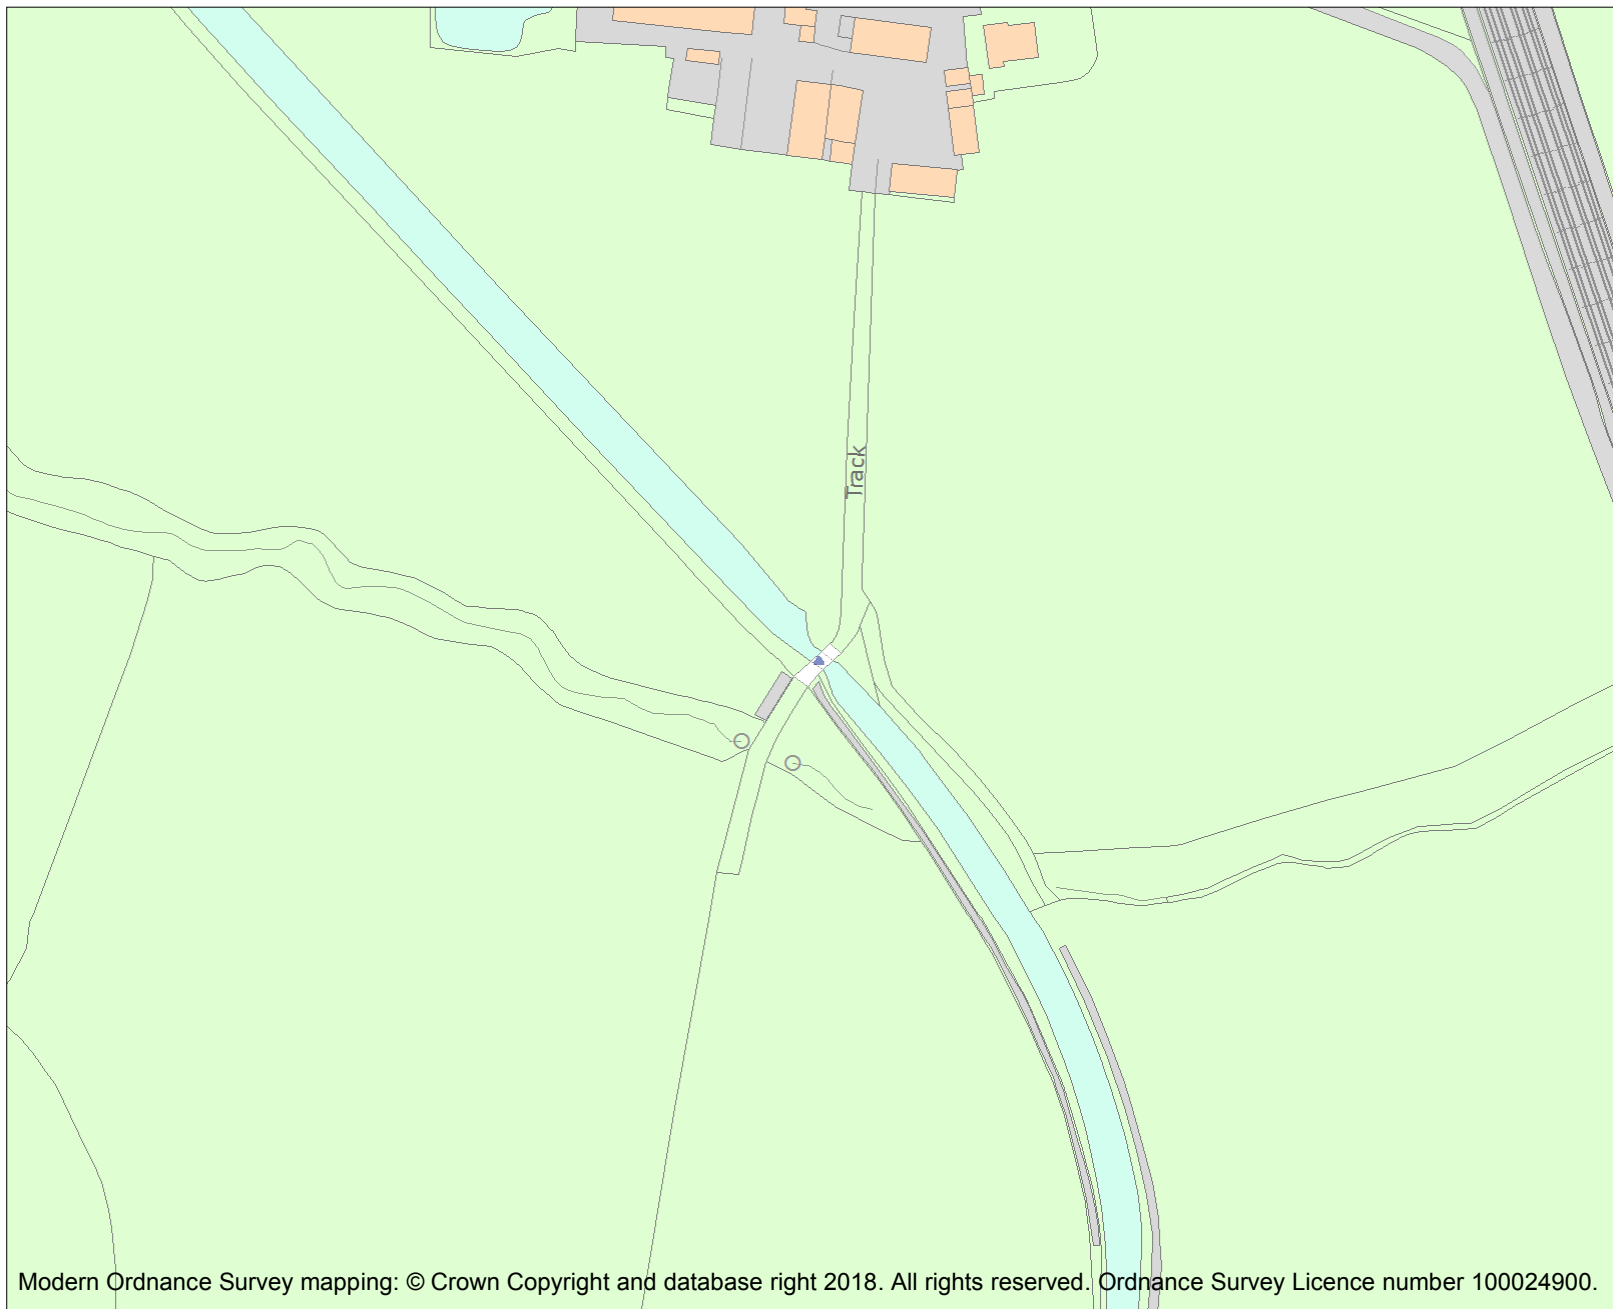 Track
Modern Ordnance Survey mapping: © Crown Copyright and database right 2018. All rights reserved. Ordnance Survey Licence number 100024900.